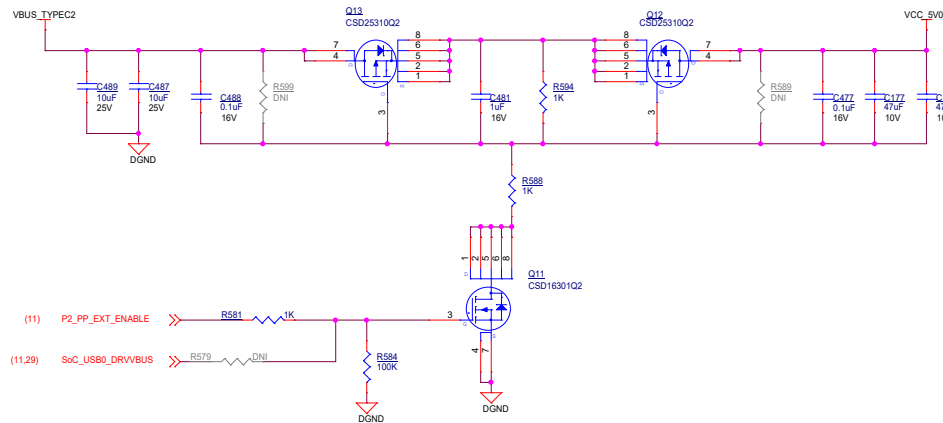 VBUS_TYPEC2
Q13
CSD25310Q2
Q12
CSD25310Q2
VCC_5V0
7
4
8
6
5
2
1
3
8
6
5
2
1
3
7
4
C489
10uF
25V
C487
10uF
25V
C488
0.1uF
16V
R599
DNI
C481
1uF
16V
R594
1K
R589
DNI
C477
0.1uF
16V
C177
47uF
10V
C
47
10
DGND
R588
1K
1
2
5
6
8
D
Q11
CSD16301Q2
3
G
S
4
7
(11) P2_PP_EXT_ENABLE
R581
1K
(11,29) SoC_USB0_DRVVBUS
R579
DNI
R584
100K
DGND
DGND